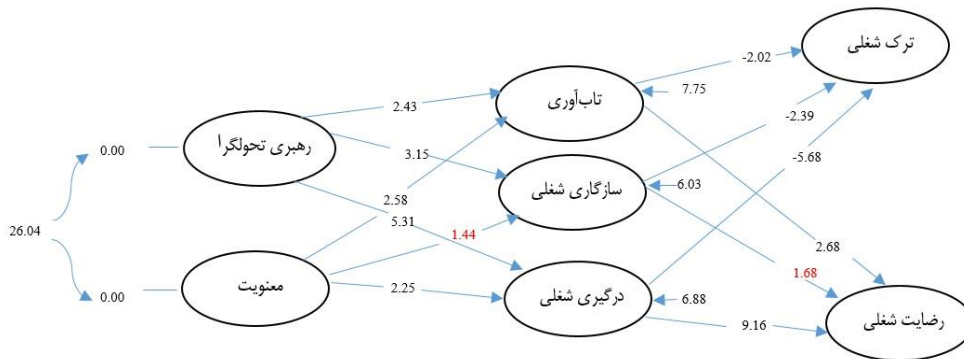 ترک شغلی
-2.02
تاب‌آوری
7.75
2.43
-2.39
رهبری تحولگرا
0.00
3.15
-5.68
سازگاری شغلی
6.03
2.58
5.31
26.04
1.44
2.68
1.68
معنویت
0.00
2.25
درگیری شغلی
6.88
9.16
رضایت شغلی